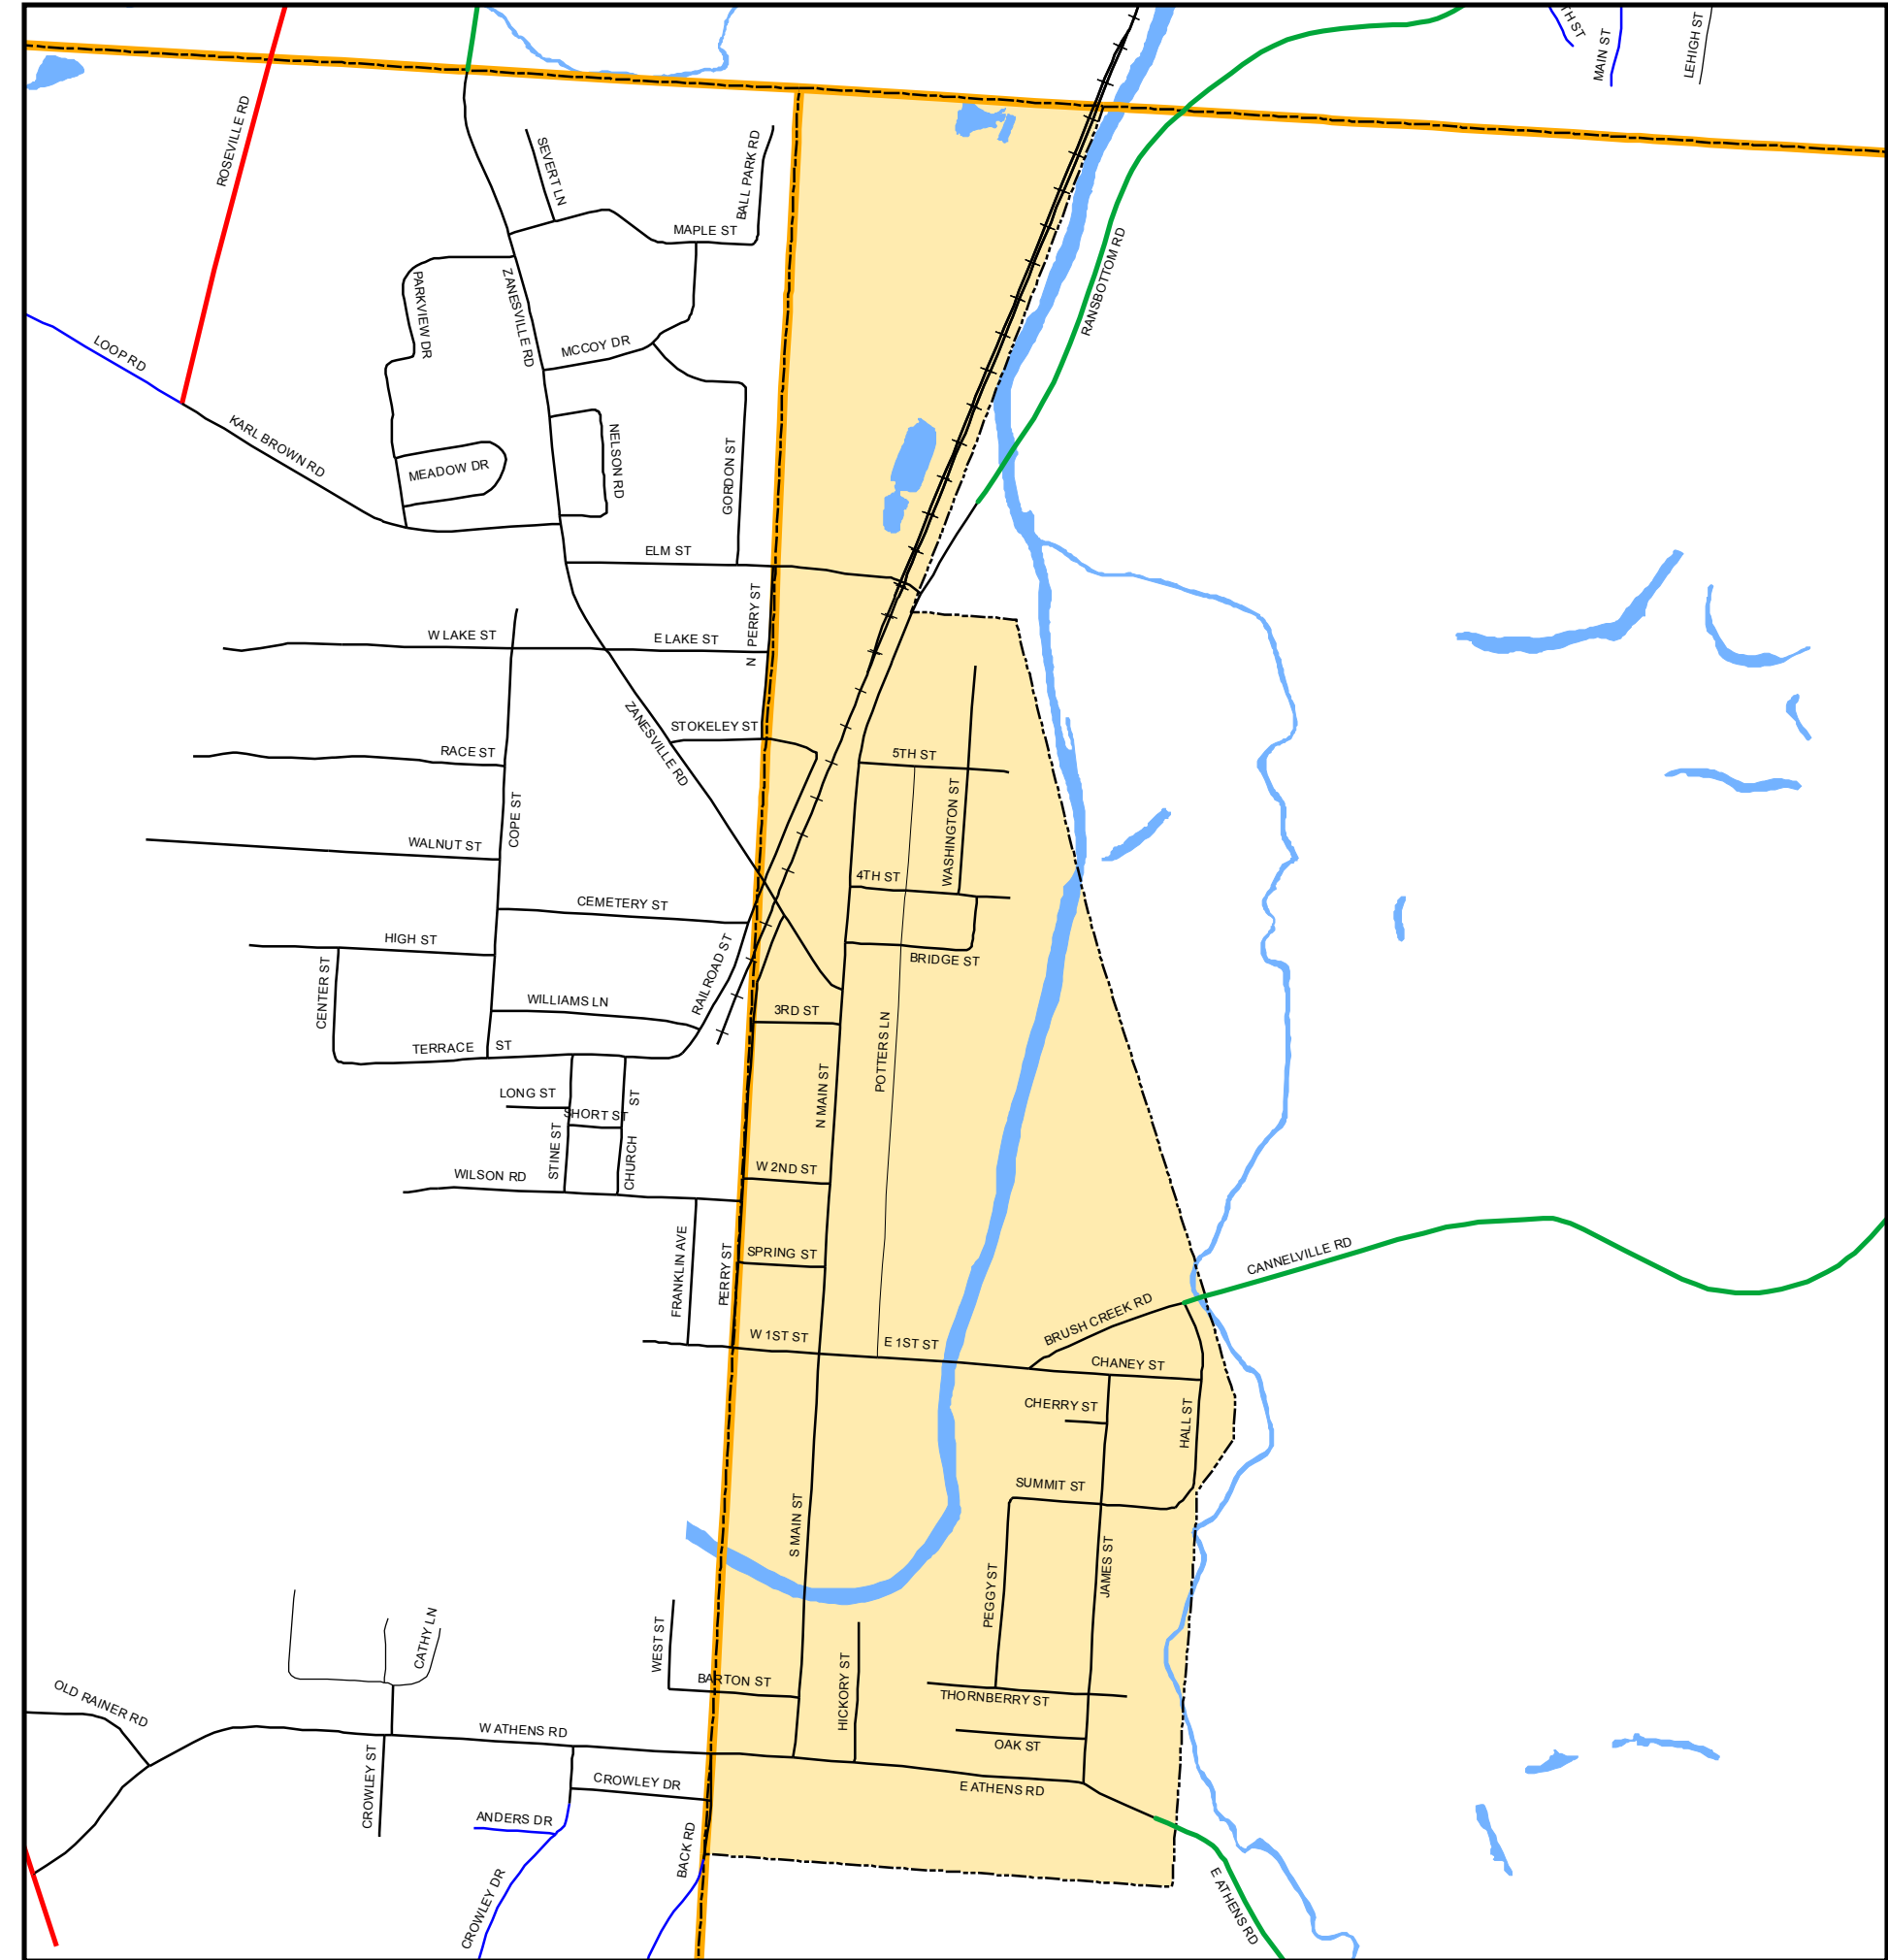 TH ST
MAIN ST
LEHIGH ST
ROSEVILLE RD
SEVERT LN
BALL PARK RD
MAPLE ST
RANSBOTTOM RD
PARKVIEW DR
ZANESVILLE RD
LOOP RD
MCCOY DR
KARL BROWN RD
NELSON RD
MEADOW DR
GORDON ST
ELM ST
N PERRY ST
W LAKE ST
E LAKE ST
ZANESVILLE RD
STOKELEY ST
RACE ST
5TH ST
COPE ST
WASHINGTON ST
WALNUT ST
4TH ST
CEMETERY ST
HIGH ST
BRIDGE ST
CENTER ST
RAILROAD ST
WILLIAMS LN
3RD ST
POTTERS LN
TERRACE ST
N MAIN ST
LONG ST
SHORT ST
STINE ST
CHURCH ST
WILSON RD
W 2ND ST
FRANKLIN AVE
PERRY ST
SPRING ST
CANNELVILLE RD
BRUSH CREEK RD
W 1ST ST
E 1ST ST
CHANEY ST
CHERRY ST
HALL ST
SUMMIT ST
S MAIN ST
PEGGY ST
JAMES ST
CATHY LN
WEST ST
BARTON ST
HICKORY ST
THORNBERRY ST
OLD RAINER RD
W ATHENS RD
OAK ST
CROWLEY ST
CROWLEY DR
E ATHENS RD
ANDERS DR
BACK RD
CROWLEY DR
E ATHENS RD